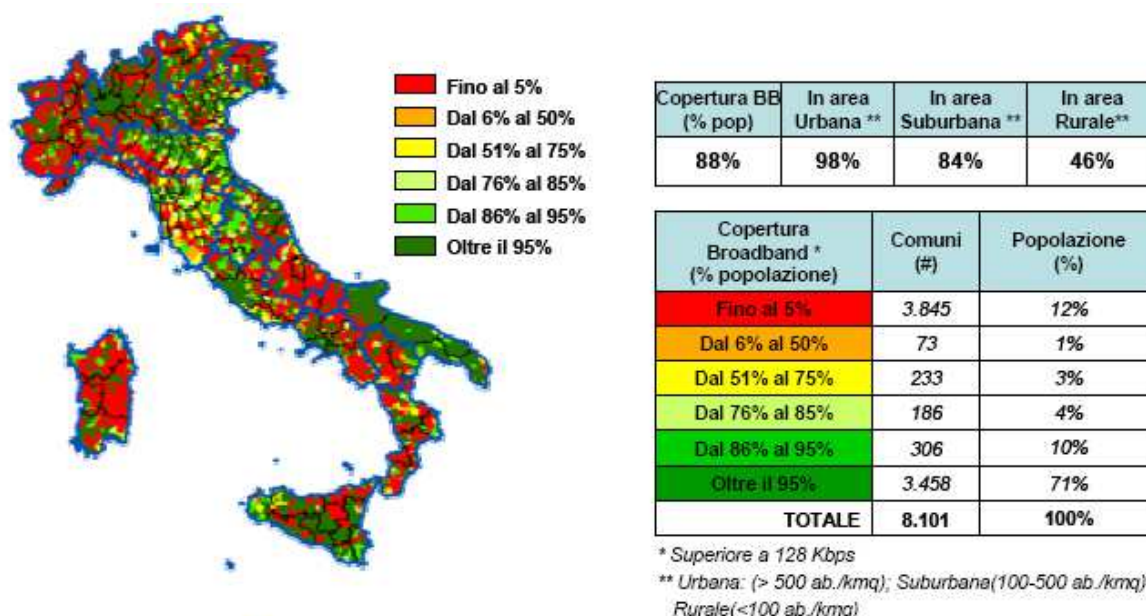 Fino al 5%
Dal 6% al 50%
Dal 51% al 75%
Dal 76% al 85%
Dal 86% al 95%
Oltre il 95%
Copertura BB (% pop) In area Urbana ** In area Suburbana ** In area Rurale**
88% 98% 84% 46%
Copertura Broadband * (% popolazione) Comuni (#) Popolazione (%)
Fino al 5% 3.845 12%
Dal 6% al 50% 73 1%
Dal 51% al 75% 233 3%
Dal 76% al 85% 186 4%
Dal 86% al 95% 306 10%
Oltre il 95% 3.458 71%
TOTALE 8.101 100%
* Superiore a 128 Kbps
** Urbana: (> 500 ab./kmq); Suburbana(100-500 ab./kmq)
Rurale(<100 ab./kmq)